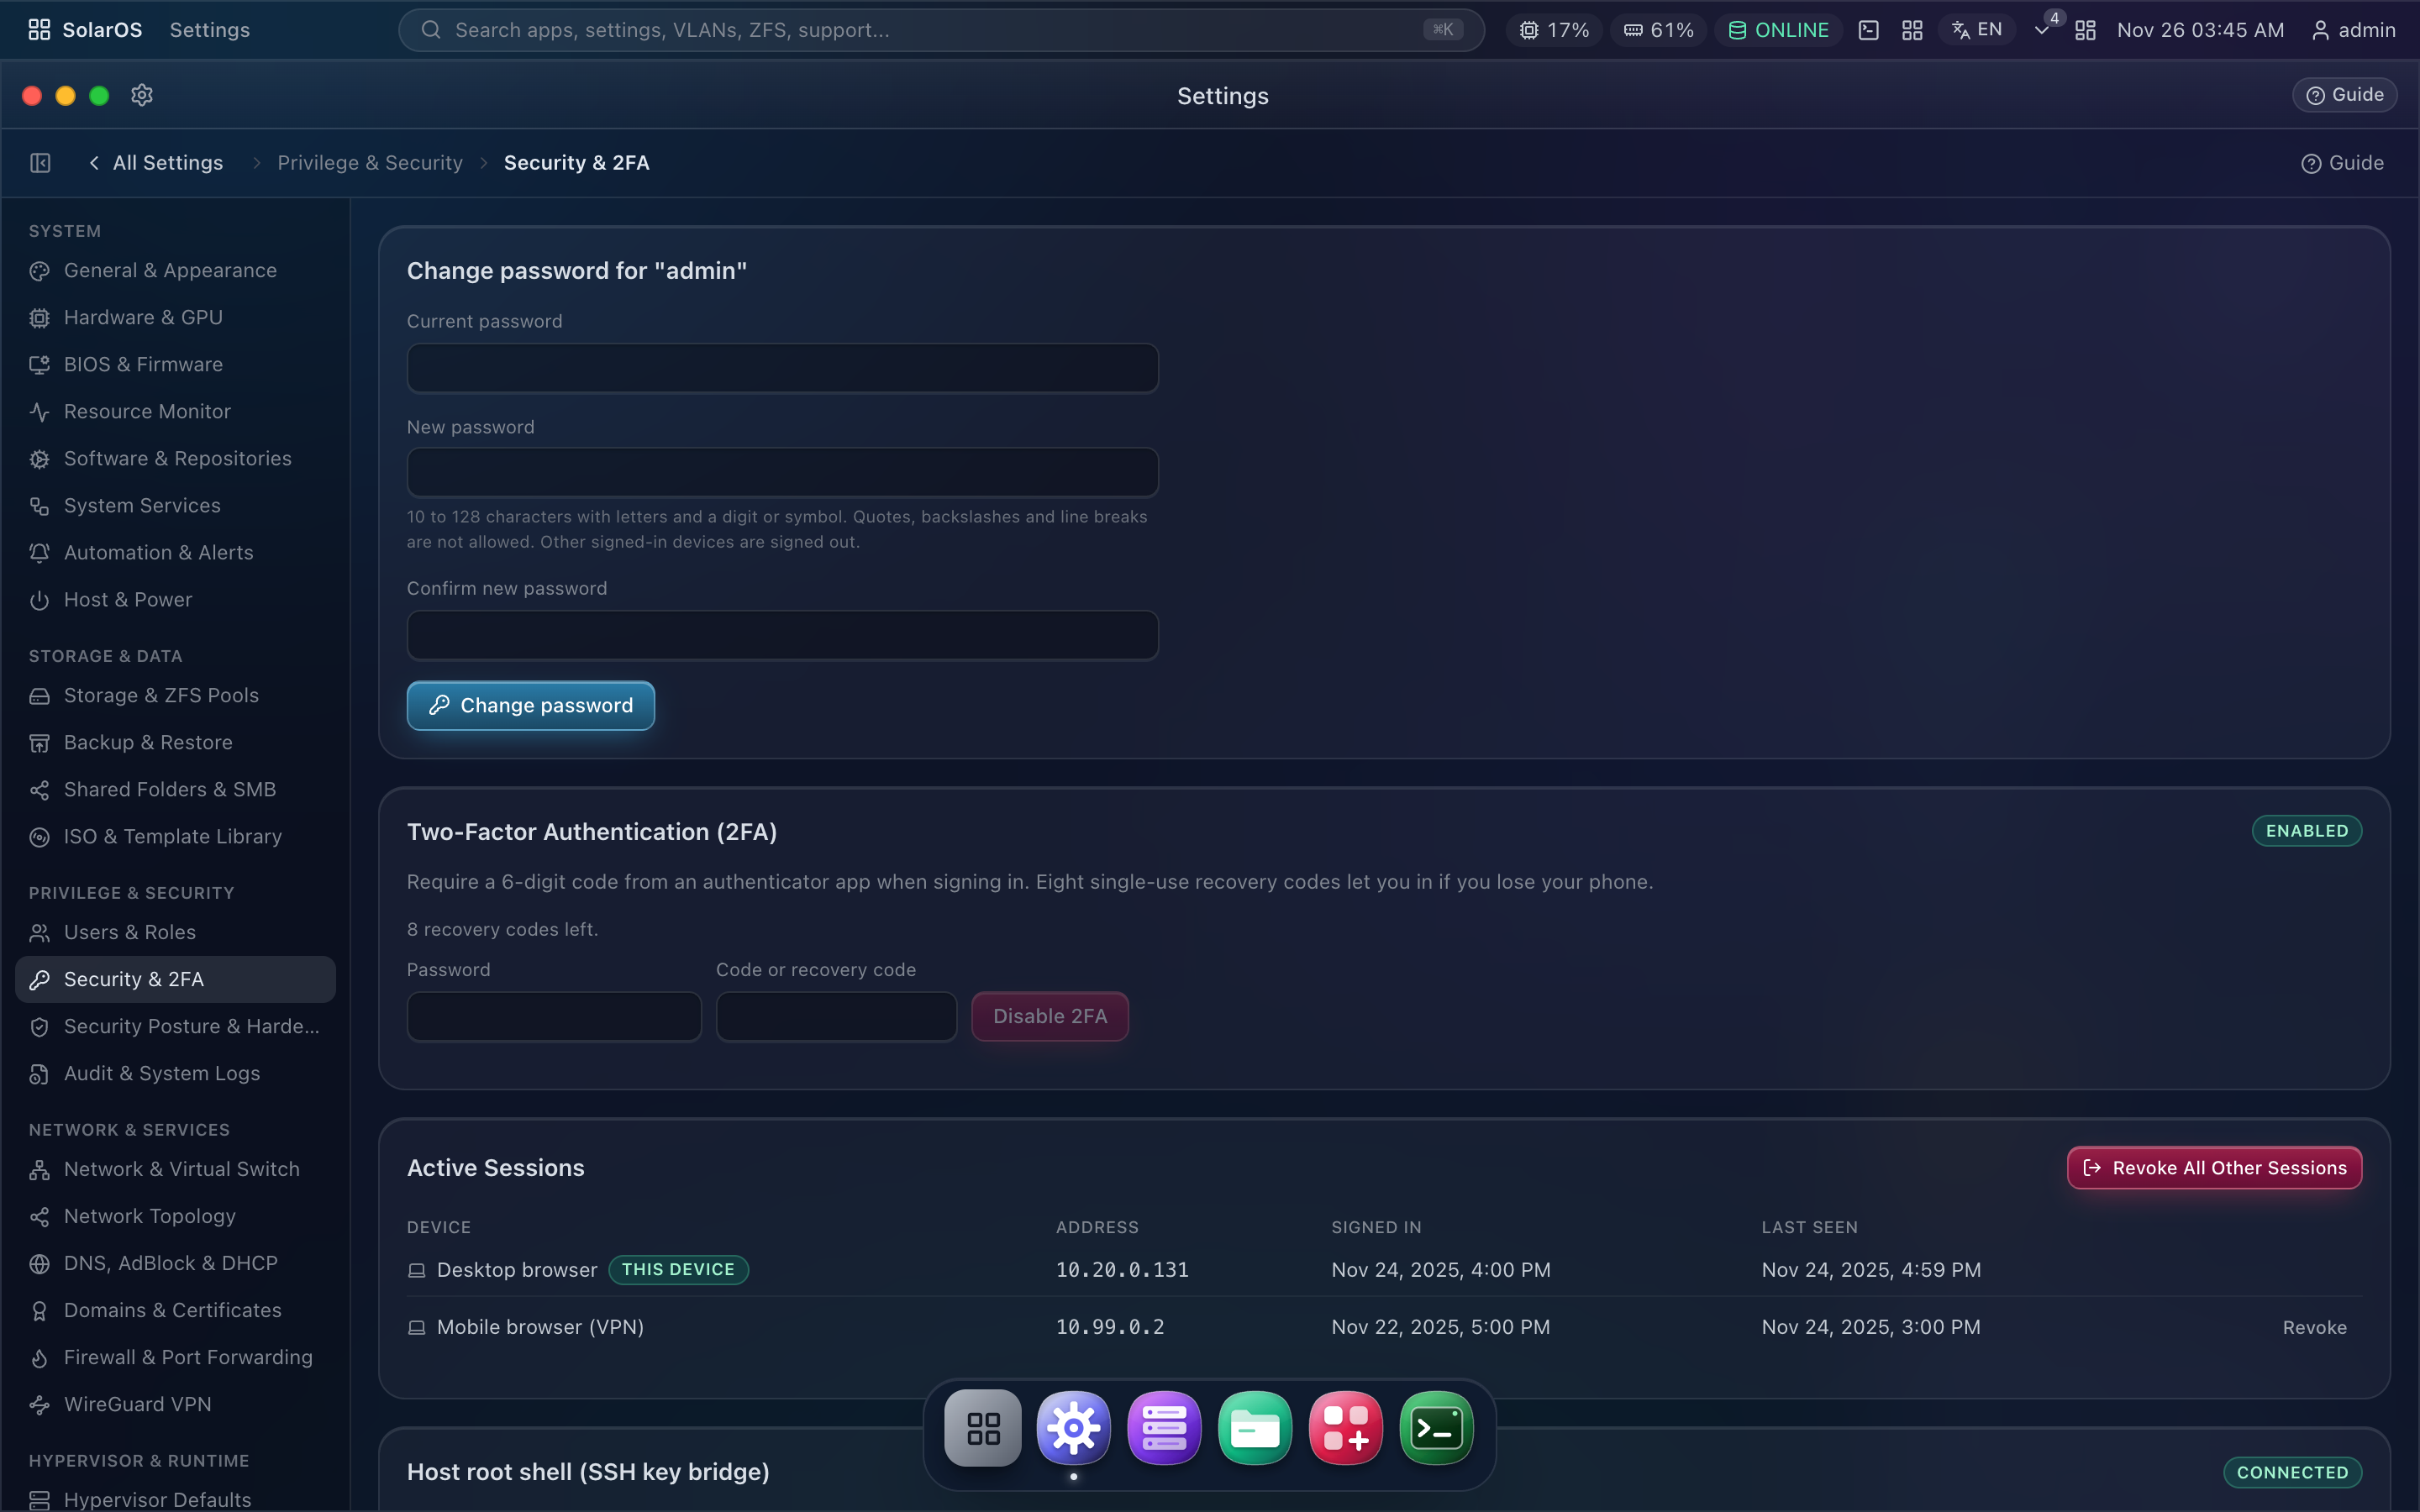 SolarOS Settings Search apps, settings, VLANs, ZFS, support... ⌘K 17% 61% ONLINE EN 4 Nov 26 03:45 AM admin
Settings Guide
All Settings Privilege & Security Security & 2FA Guide
SYSTEM
General & Appearance
Hardware & GPU
BIOS & Firmware
Resource Monitor
Software & Repositories
System Services
Automation & Alerts
Host & Power
STORAGE & DATA
Storage & ZFS Pools
Backup & Restore
Shared Folders & SMB
ISO & Template Library
PRIVILEGE & SECURITY
Users & Roles
Security & 2FA
Security Posture & Harde...
Audit & System Logs
NETWORK & SERVICES
Network & Virtual Switch
Network Topology
DNS, AdBlock & DHCP
Domains & Certificates
Firewall & Port Forwarding
WireGuard VPN
HYPERVISOR & RUNTIME
Hypervisor Defaults
Change password for "admin"
Current password
New password
10 to 128 characters with letters and a digit or symbol. Quotes, backslashes and line breaks
are not allowed. Other signed-in devices are signed out.
Confirm new password
Change password
Two-Factor Authentication (2FA) ENABLED
Require a 6-digit code from an authenticator app when signing in. Eight single-use recovery codes let you in if you lose your phone.
8 recovery codes left.
Password Code or recovery code
Disable 2FA
Active Sessions Revoke All Other Sessions
DEVICE ADDRESS SIGNED IN LAST SEEN
Desktop browser THIS DEVICE 10.20.0.131 Nov 24, 2025, 4:00 PM Nov 24, 2025, 4:59 PM
Mobile browser (VPN) 10.99.0.2 Nov 22, 2025, 5:00 PM Nov 24, 2025, 3:00 PM Revoke
Host root shell (SSH key bridge) CONNECTED